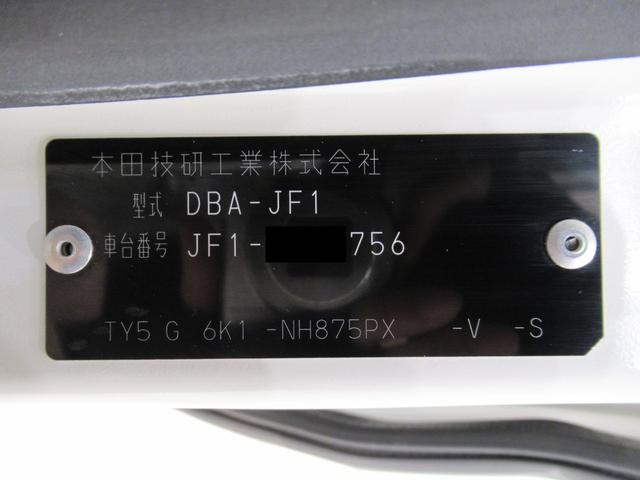 本田技研工業株式会社
型式 DBA-JF1
車台番号 JF1- 756
TY5 G 6K1 -NH875PX -V -S